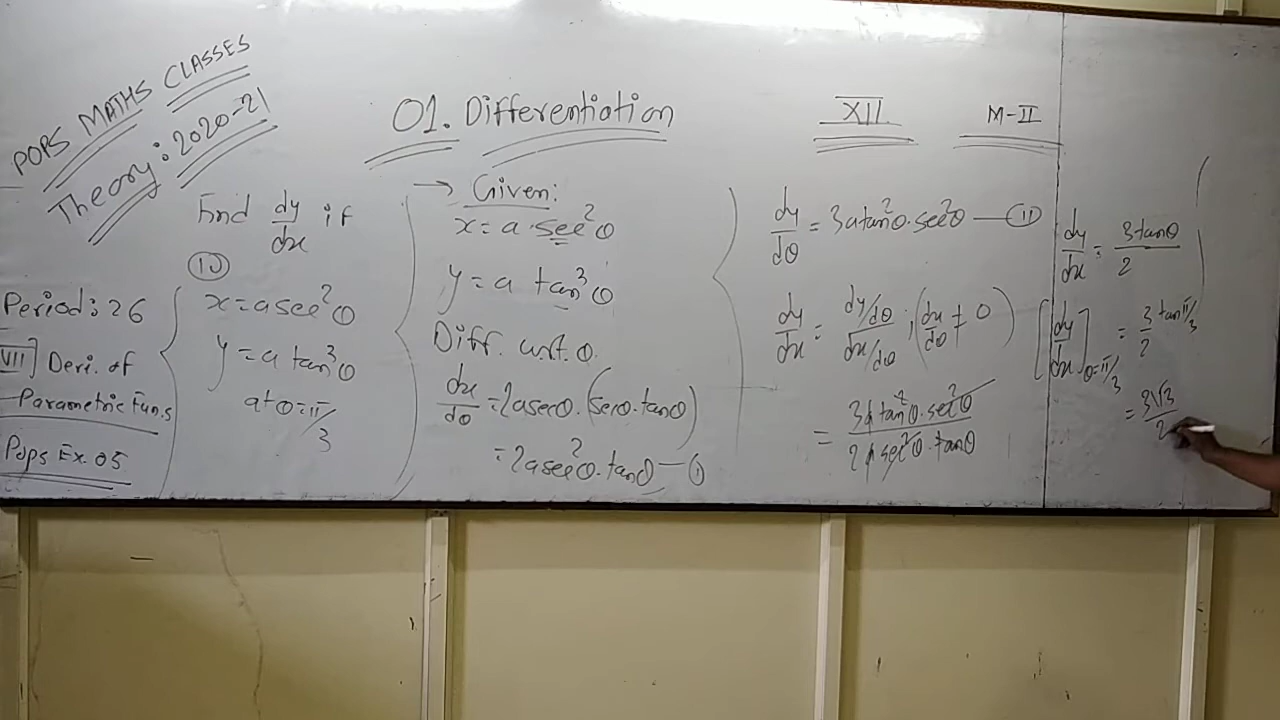 POPS MATHS CLASSES
Theory: 2020-21
01. Differentiation
XII
M-II
Period: 26
VII] Deri. of
Parametric Funs
Pops Ex. 05
Find dy/dx if
x = a sec²θ
y = a tan³θ
at θ = π/3
→ Given:
x = a·sec²θ
y = a tan³θ
Diff. w.r.t. θ.
dx/dθ = 2a secθ·(secθ·tanθ)
= 2a sec²θ·tanθ — (I)
dy/dθ = 3a tan²θ·sec²θ — (II)
dy/dx = (dy/dθ)/(dx/dθ) ; (dx/dθ ≠ 0)
= (3a tan²θ·sec²θ)/(2a sec²θ·tanθ)
dy/dx = 3tanθ/2
[dy/dx]θ=π/3 = 3/2 tan π/3
= 3√3/2